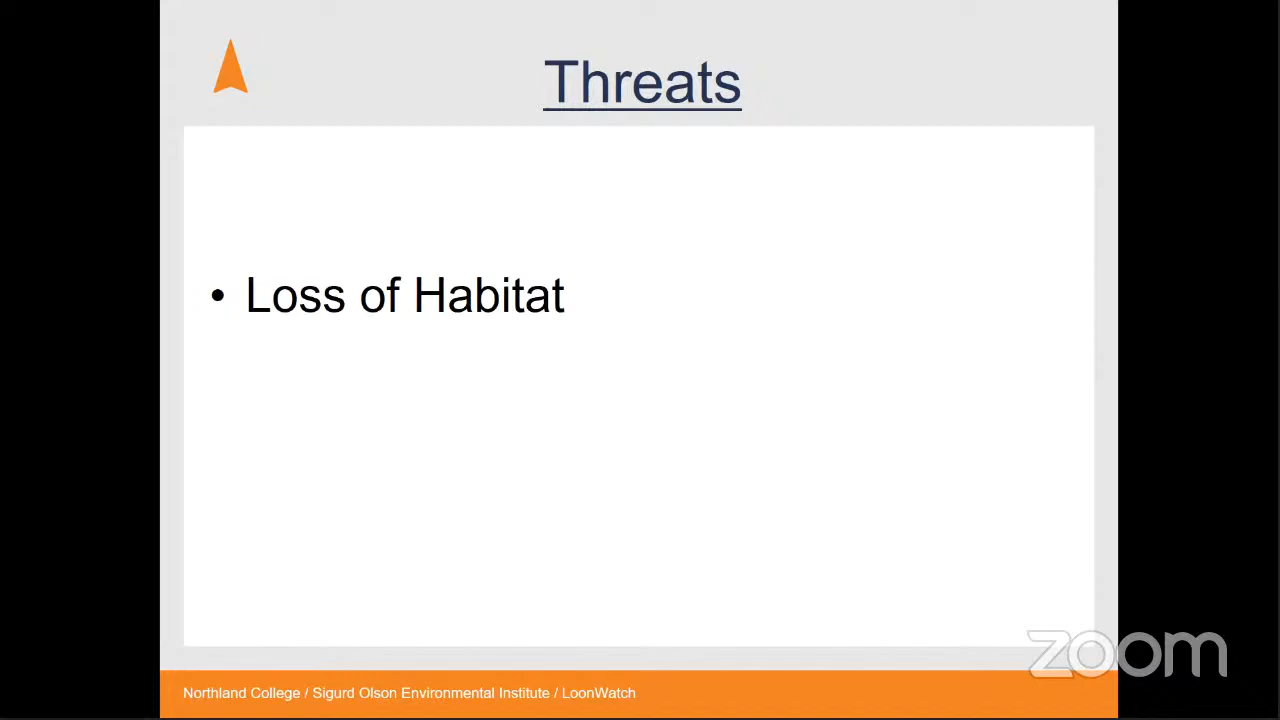 Threats
• Loss of Habitat
zoom
Northland College / Sigurd Olson Environmental Institute / LoonWatch